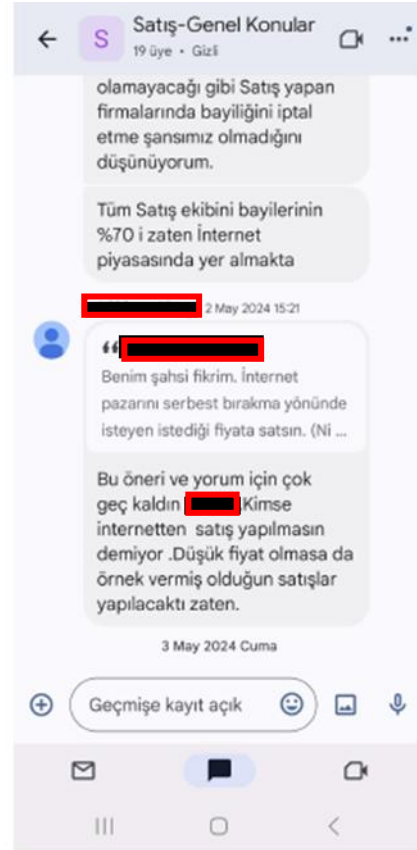 Satış-Genel Konular
19 üye • Gizli
olamayacağı gibi Satış yapan
firmalarında bayiliğini iptal
etme şansımız olmadığını
düşünüyorum.
Tüm Satış ekibini bayilerinin
%70 i zaten İnternet
piyasasında yer almakta
2 May 2024 15:21
Benim şahsi fikrim. İnternet
pazarını serbest bırakma yönünde
isteyen istediği fiyata satsın. (Ni ...
Bu öneri ve yorum için çok
geç kaldın .Kimse
internetten satış yapılmasın
demiyor .Düşük fiyat olmasa da
örnek vermiş olduğun satışlar
yapılacaktı zaten.
3 May 2024 Cuma
Geçmişe kayıt açık